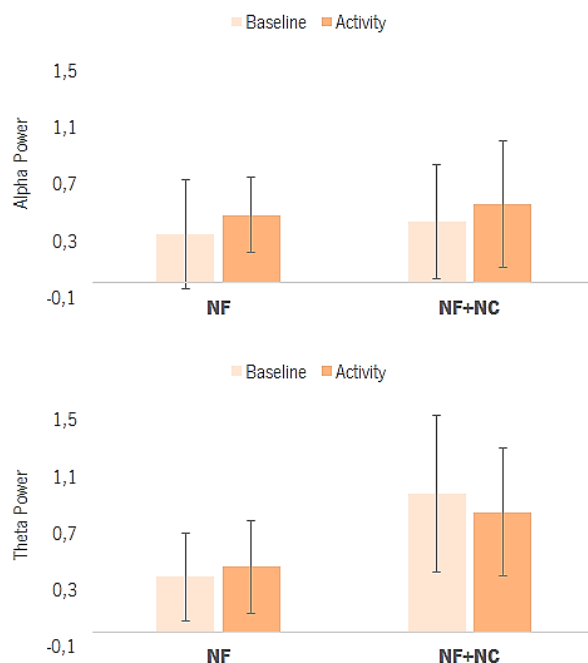 Baseline Activity
1,5
1,1
0,7
0,3
-0,1
Alpha Power
NF NF+NC
Baseline Activity
1,5
1,1
0,7
0,3
-0,1
Theta Power
NF NF+NC